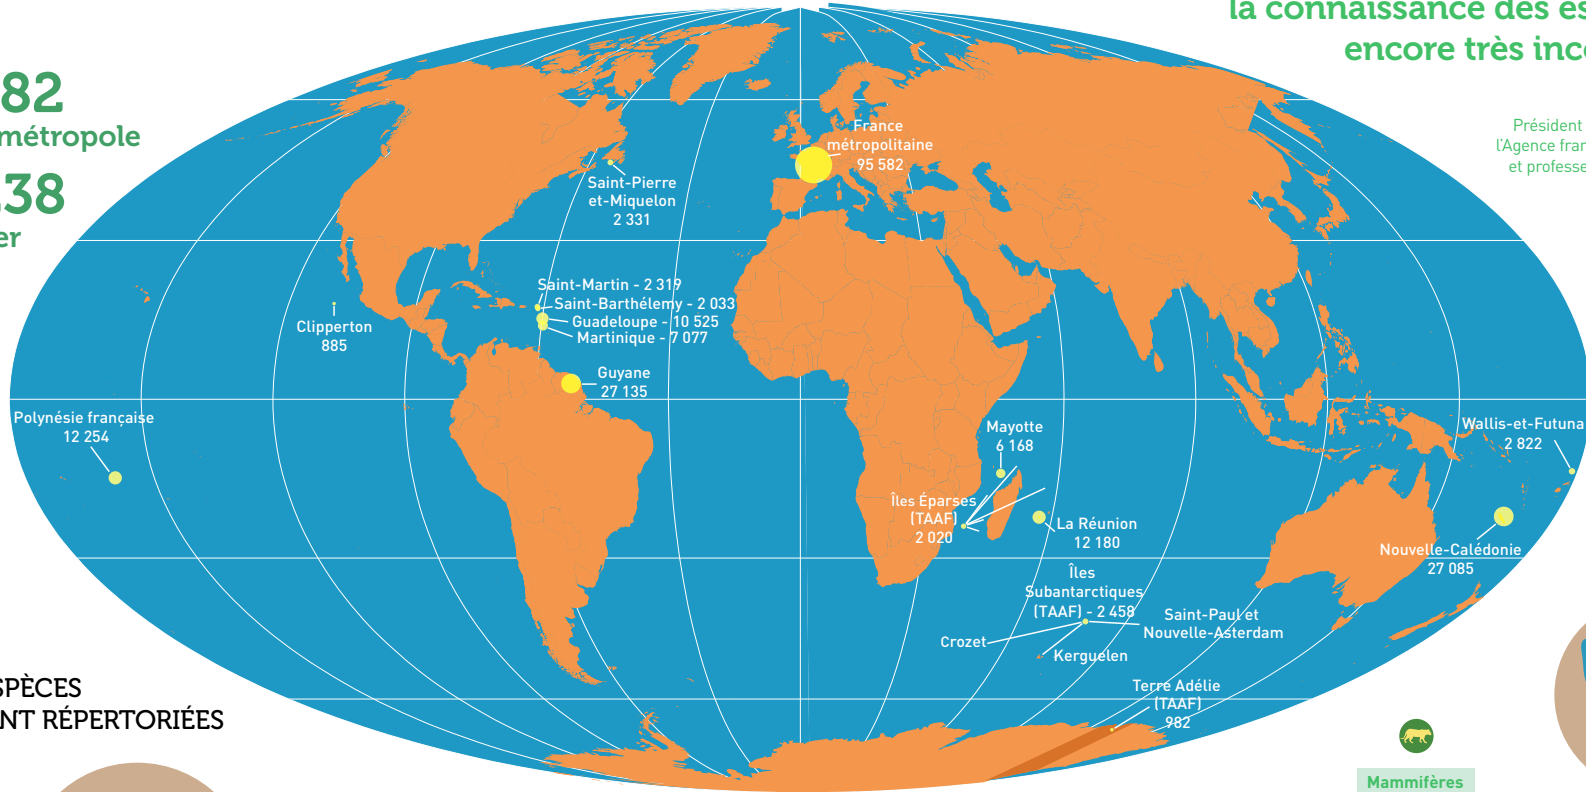 la connaissance des es
encore très inc
82
métropole
38
er
Président
l'Agence fran
et profess
France
métropolitaine
95 582
Saint-Pierre
et-Miquelon
2 331
Saint-Martin - 2 319
Saint-Barthélemy - 2 033
Guadeloupe - 10 525
Martinique - 7 077
Clipperton
885
Guyane
27 135
Polynésie française
12 254
Mayotte
6 168
Wallis-et-Futuna
2 822
Îles Éparses
(TAAF)
2 020
La Réunion
12 180
Nouvelle-Calédonie
27 085
Îles
Subantarctiques
(TAAF) - 2 458
Saint-Paul et
Nouvelle-Asterdam
Crozet
Kerguelen
Terre Adélie
(TAAF)
982
SPÈCES
NT RÉPERTORIÉES
Mammifères